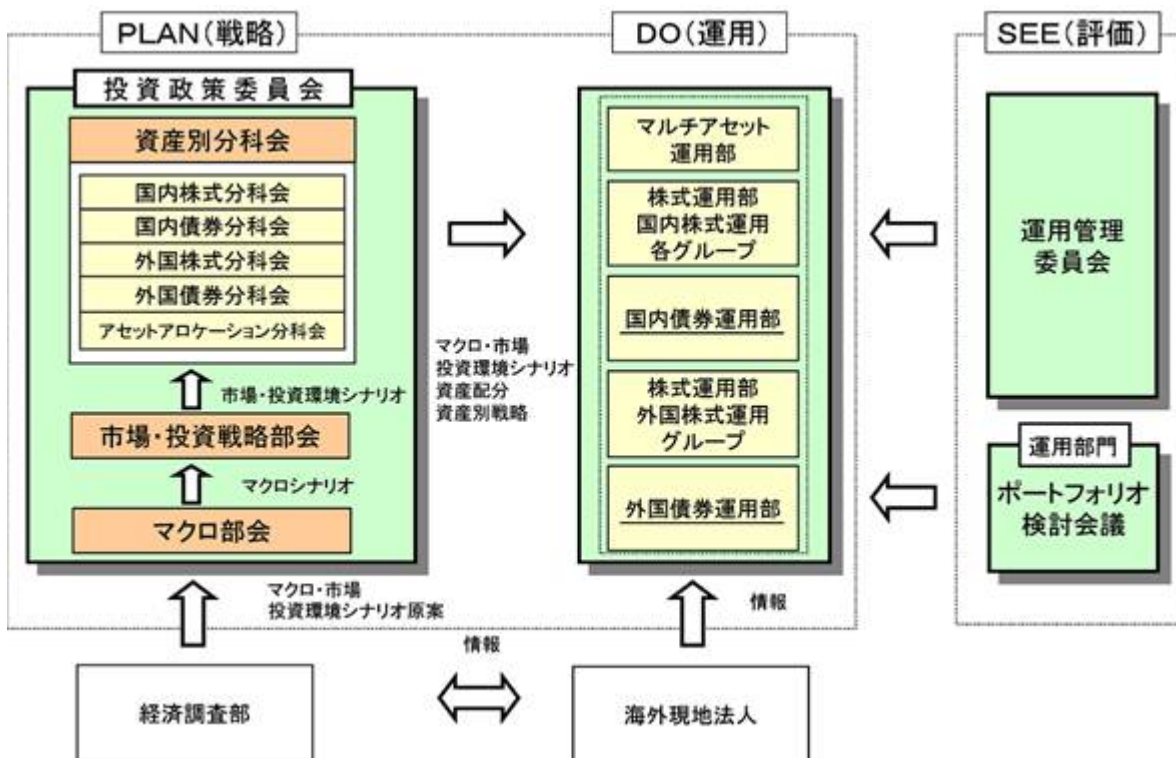 PLAN(戦略)
投資政策委員会
資産別分科会
国内株式分科会
国内債券分科会
外国株式分科会
外国債券分科会
アセットアロケーション分科会
市場・投資環境シナリオ
市場・投資戦略部会
マクロシナリオ
マクロ部会
マクロ・市場
投資環境シナリオ原案
マクロ・市場
投資環境シナリオ
資産配分
資産別戦略
DO(運用)
マルチアセット
運用部
株式運用部
国内株式運用
各グループ
国内債券運用部
株式運用部
外国株式運用
グループ
外国債券運用部
情報
SEE(評価)
運用管理
委員会
運用部門
ポートフォリオ
検討会議
経済調査部
情報
海外現地法人